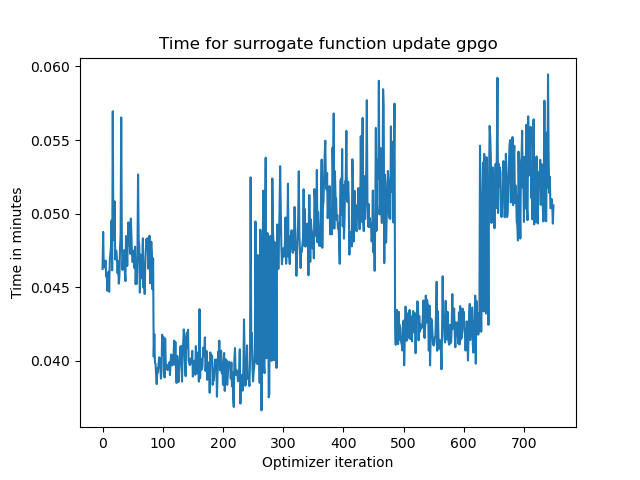 Time for surrogate function update gpgo
0.060
0.055
0.050
0.045
0.040
Time in minutes
0 100 200 300 400 500 600 700
Optimizer iteration